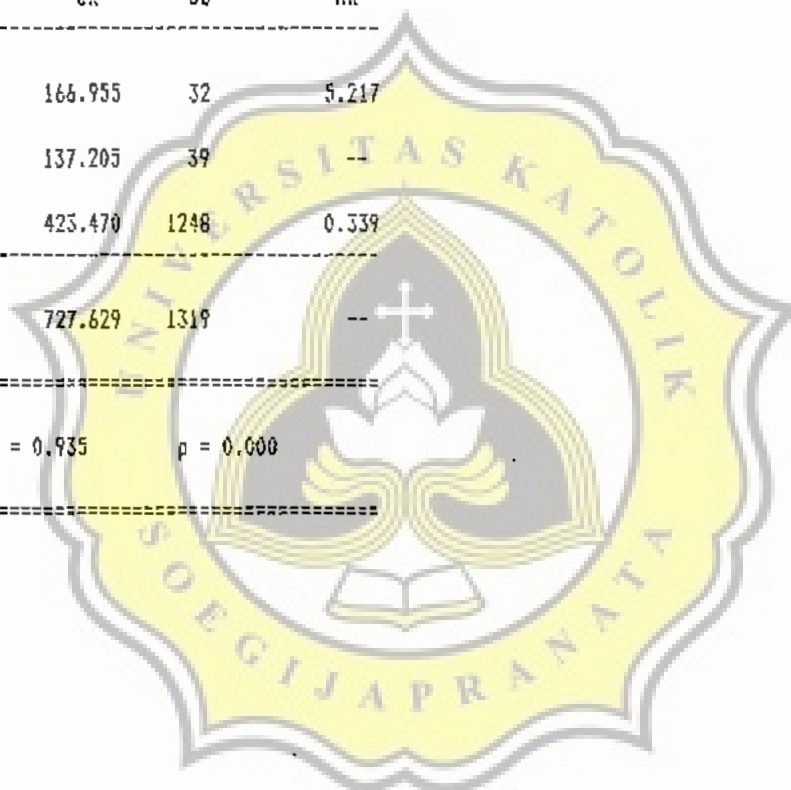 166.955 32 5.217
137.205 39 --
423.470 1248 0.339
727.629 1319 --
= 0.935 p = 0.000
UNIVERSITAS KATOLIK
SOEGIJAPRANATA